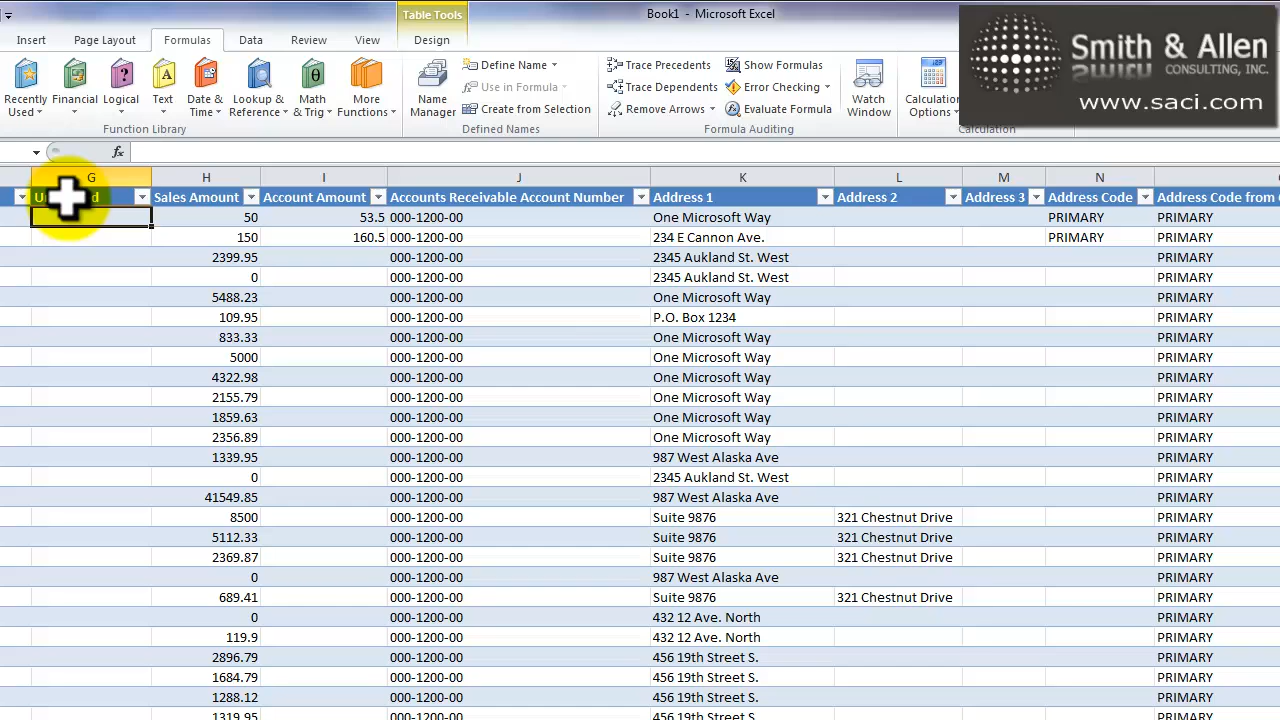 Table Tools
Book1 - Microsoft Excel
Insert Page Layout Formulas Data Review View Design
Smith & Allen
CONSULTING, INC.
www.saci.com
Recently Used Financial Logical Text Date & Time Lookup & Reference Math & Trig More Functions
Function Library
Name Manager
Define Name
Use in Formula
Create from Selection
Defined Names
Trace Precedents
Trace Dependents
Remove Arrows
Show Formulas
Error Checking
Evaluate Formula
Formula Auditing
Watch Window
Calculation Options
Calculation
fx
G H I J K L M N
Sales Amount Account Amount Accounts Receivable Account Number Address 1 Address 2 Address 3 Address Code Address Code from
50 53.5 000-1200-00 One Microsoft Way PRIMARY PRIMARY
150 160.5 000-1200-00 234 E Cannon Ave. PRIMARY PRIMARY
2399.95 000-1200-00 2345 Aukland St. West PRIMARY
0 000-1200-00 2345 Aukland St. West PRIMARY
5488.23 000-1200-00 One Microsoft Way PRIMARY
109.95 000-1200-00 P.O. Box 1234 PRIMARY
833.33 000-1200-00 One Microsoft Way PRIMARY
5000 000-1200-00 One Microsoft Way PRIMARY
4322.98 000-1200-00 One Microsoft Way PRIMARY
2155.79 000-1200-00 One Microsoft Way PRIMARY
1859.63 000-1200-00 One Microsoft Way PRIMARY
2356.89 000-1200-00 One Microsoft Way PRIMARY
1339.95 000-1200-00 987 West Alaska Ave PRIMARY
0 000-1200-00 2345 Aukland St. West PRIMARY
41549.85 000-1200-00 987 West Alaska Ave PRIMARY
8500 000-1200-00 Suite 9876 321 Chestnut Drive PRIMARY
5112.33 000-1200-00 Suite 9876 321 Chestnut Drive PRIMARY
2369.87 000-1200-00 Suite 9876 321 Chestnut Drive PRIMARY
0 000-1200-00 987 West Alaska Ave PRIMARY
689.41 000-1200-00 Suite 9876 321 Chestnut Drive PRIMARY
0 000-1200-00 432 12 Ave. North PRIMARY
119.9 000-1200-00 432 12 Ave. North PRIMARY
2896.79 000-1200-00 456 19th Street S. PRIMARY
1684.79 000-1200-00 456 19th Street S. PRIMARY
1288.12 000-1200-00 456 19th Street S. PRIMARY
1319.95 000-1200-00 456 19th Street S. PRIMARY